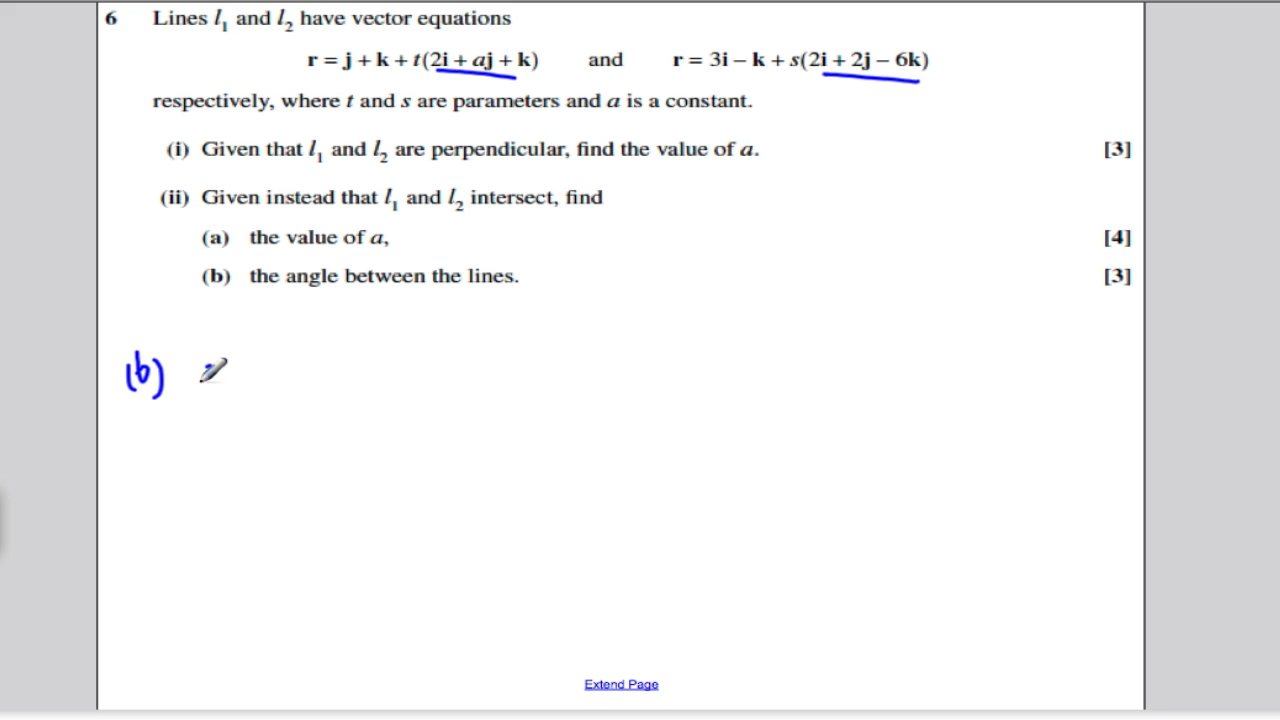 6 Lines l₁ and l₂ have vector equations
r = j + k + t(2i + aj + k) and r = 3i − k + s(2i + 2j − 6k)
respectively, where t and s are parameters and a is a constant.
(i) Given that l₁ and l₂ are perpendicular, find the value of a. [3]
(ii) Given instead that l₁ and l₂ intersect, find
(a) the value of a, [4]
(b) the angle between the lines. [3]
(b)
Extend Page